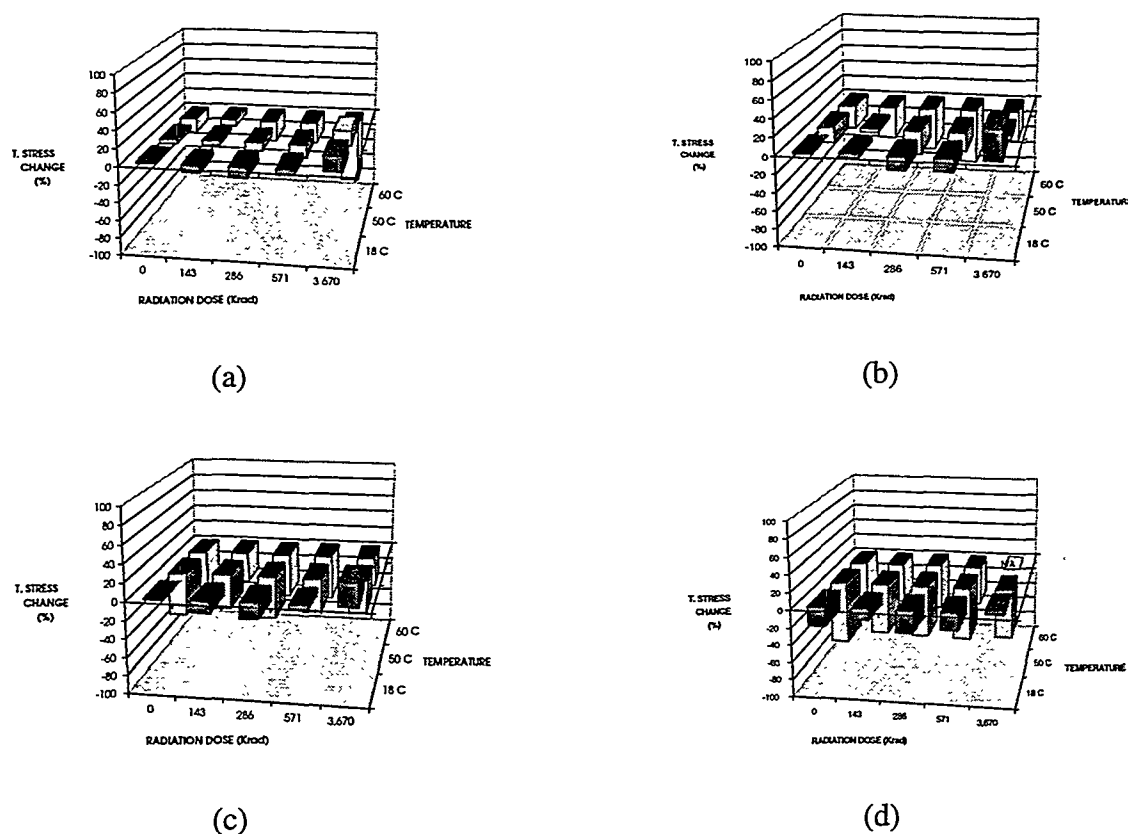 100
80
60
40
20
0
-20
-40
-60
-80
-100
T. STRESS
CHANGE
(%)
60 C
50 C
18 C
TEMPERATURE
0 143 286 571 3 670
RADIATION DOSE (Krad)
(a)
100
80
60
40
20
0
-20
-40
-60
-80
-100
T. STRESS
CHANGE
(%)
60 C
50 C
18 C
TEMPERATURE
0 143 286 571 3 670
RADIATION DOSE (Krad)
(b)
100
80
60
40
20
0
-20
-40
-60
-80
-100
T. STRESS
CHANGE
(%)
60 C
50 C
18 C
TEMPERATURE
0 143 286 571 3,670
RADIATION DOSE (Krad)
(c)
100
80
60
40
20
0
-20
-40
-60
-80
-100
T. STRESS
CHANGE
(%)
60 C
50 C
18 C
TEMPERATURE
0 143 286 571 3,670
RADIATION DOSE (Krad)
(d)